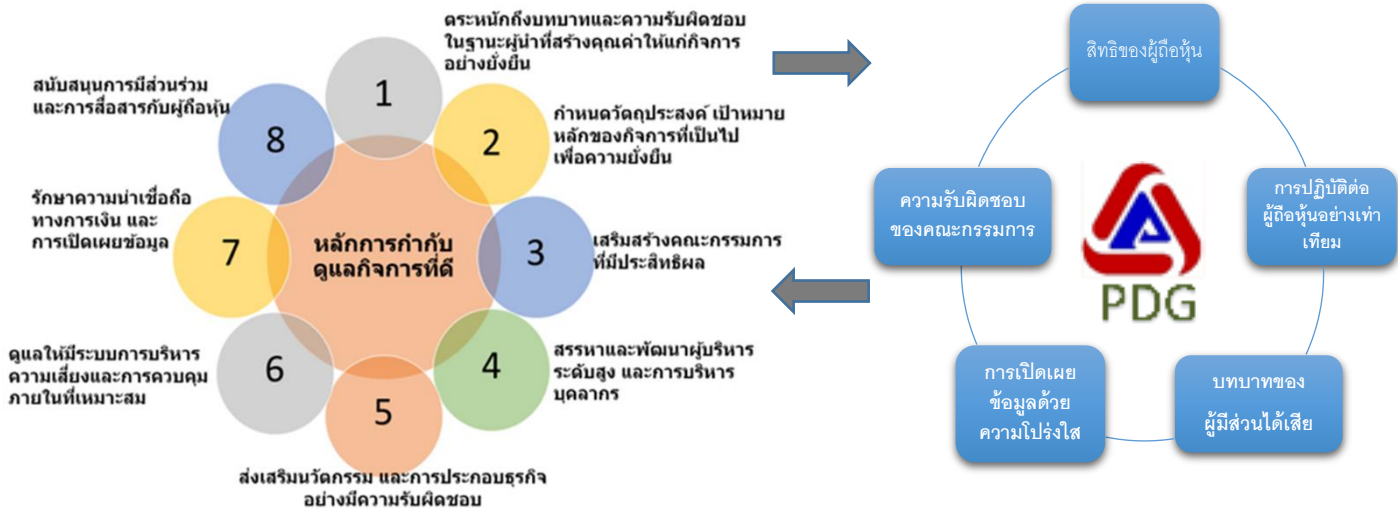 1
ตระหนักถึงบทบาทและความรับผิดชอบ
ในฐานะผู้นำที่สร้างคุณค่าให้แก่กิจการ
อย่างยั่งยืน
2
กำหนดวัตถุประสงค์ เป้าหมาย
หลักของกิจการที่เป็นไป
เพื่อความยั่งยืน
3
เสริมสร้างคณะกรรมการ
ที่มีประสิทธิผล
4
สรรหาและพัฒนาผู้บริหาร
ระดับสูง และการบริหาร
บุคลากร
5
ส่งเสริมนวัตกรรม และการประกอบธุรกิจ
อย่างมีความรับผิดชอบ
6
ดูแลให้มีระบบการบริหาร
ความเสี่ยงและการควบคุม
ภายในที่เหมาะสม
7
รักษาความน่าเชื่อถือ
ทางการเงิน และ
การเปิดเผยข้อมูล
8
สนับสนุนการมีส่วนร่วม
และการสื่อสารกับผู้ถือหุ้น
หลักการกำกับ
ดูแลกิจการที่ดี
สิทธิของผู้ถือหุ้น
การปฏิบัติต่อ
ผู้ถือหุ้นอย่างเท่า
เทียม
บทบาทของ
ผู้มีส่วนได้เสีย
การเปิดเผย
ข้อมูลด้วย
ความโปร่งใส
ความรับผิดชอบ
ของคณะกรรมการ
PDG